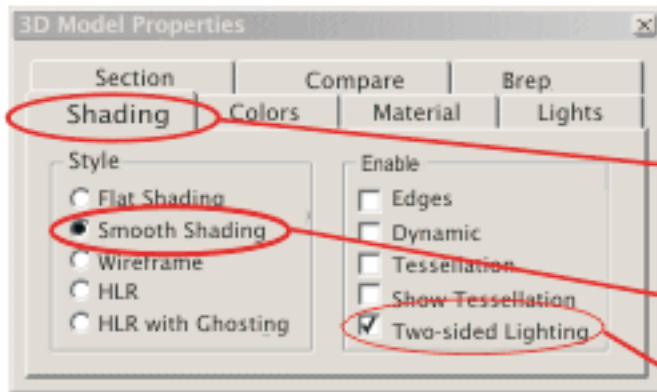 3D Model Properties
Section Compare Brep
Shading Colors Material Lights
Style
Flat Shading
Smooth Shading
Wireframe
HLR
HLR with Ghosting
Enable
Edges
Dynamic
Tessellation
Show Tessellation
Two-sided Lighting